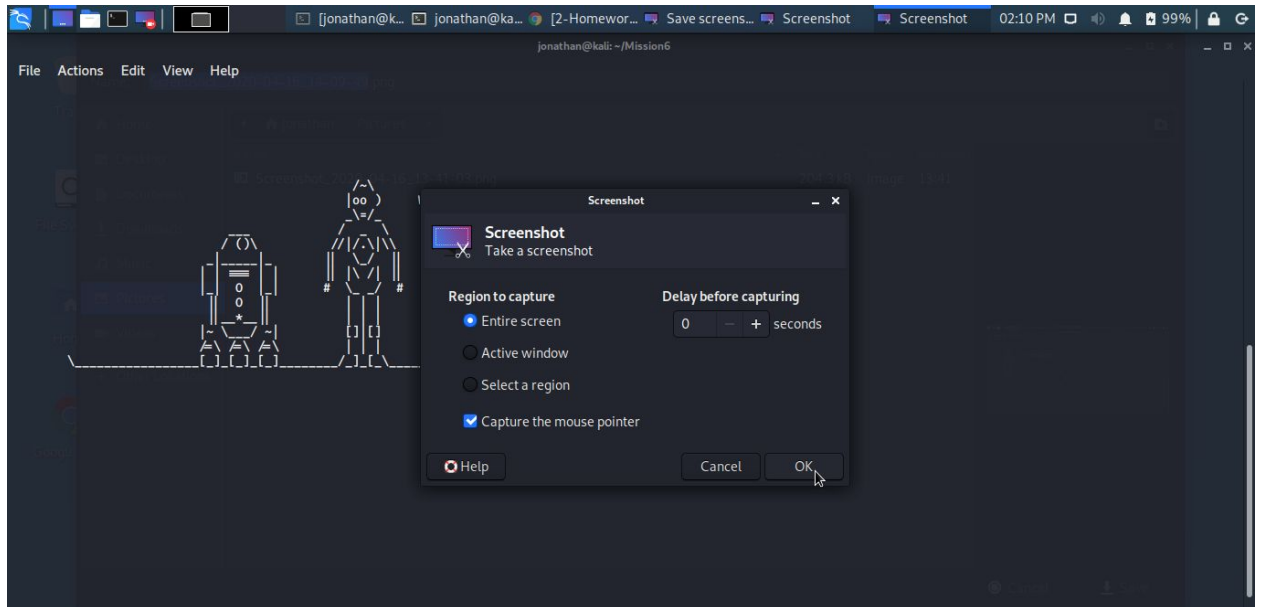 [jonathan@k...
jonathan@ka...
[2-Homewor...
Save screens...
Screenshot
Screenshot
02:10 PM
99%
jonathan@kali: ~/Mission6
File Actions Edit View Help
Screenshot
Screenshot
Take a screenshot
Region to capture
Delay before capturing
Entire screen
0 − + seconds
Active window
Select a region
Capture the mouse pointer
Help
Cancel
OK